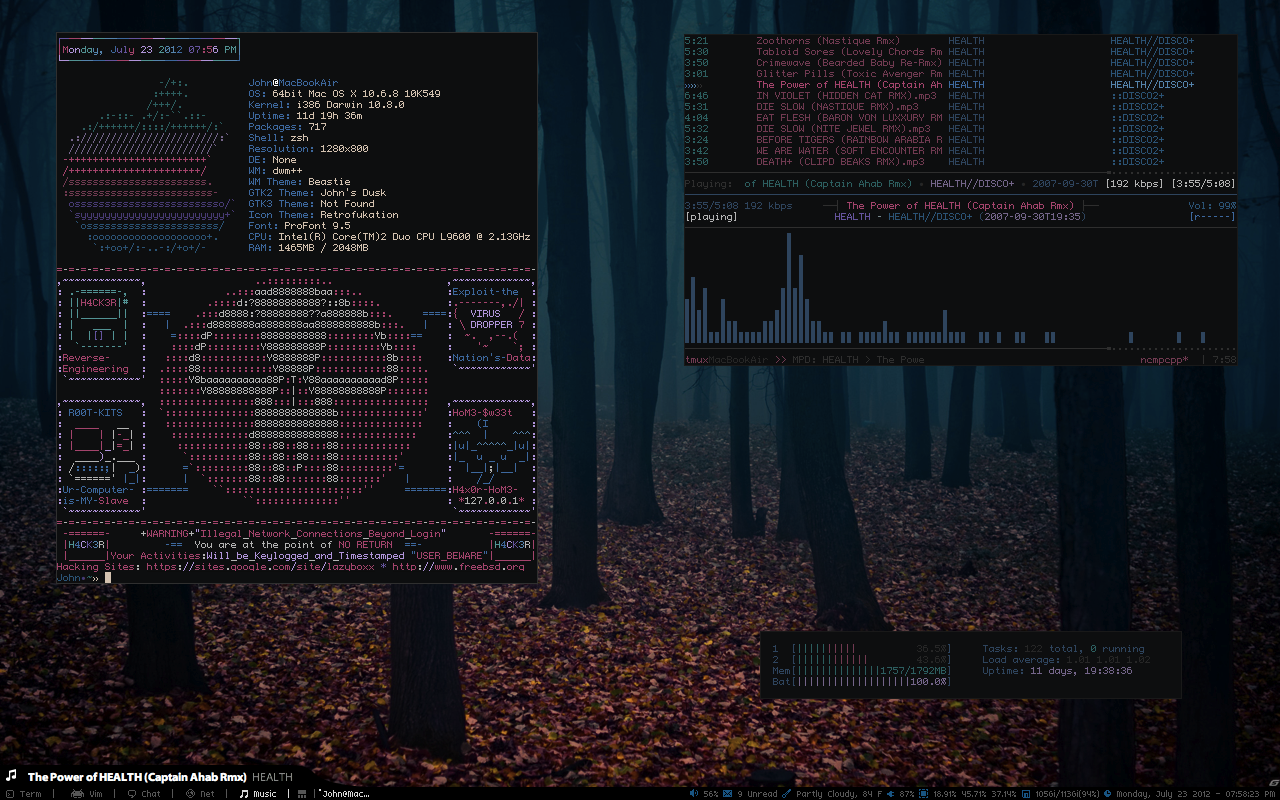 Monday, July 23 2012 07:56 PM
John@MacBookAir
OS: 64bit Mac OS X 10.6.8 10K549
Kernel: i386 Darwin 10.8.0
Uptime: 11d 19h 36m
Packages: 717
Shell: zsh
Resolution: 1280x800
DE: None
WM: dwm++
WM Theme: Beastie
GTK2 Theme: John's Dusk
GTK3 Theme: Not Found
Icon Theme: Retrofukation
Font: ProFont 9.5
CPU: Intel(R) Core(TM)2 Duo CPU L9600 @ 2.13GHz
RAM: 1465MB / 2048MB
||H4CK3R|#
Reverse-
Engineering
Exploit-the
VIRUS
DROPPER 7
Nation's-Data
R00T-KITS
Ur-Computer-
is-MY-Slave
HoM3-$w33t
H4x0r-HoM3-
*127.0.0.1*
+WARNING+"Illegal_Network_Connections_Beyond_Login"
|H4CK3R| -== You are at the point of NO RETURN ==- |H4CK3R|
|Your Activities:Will_be_Keylogged_and_Timestamped "USER_BEWARE"|
Hacking Sites: https://sites.google.com/site/lazyboxx * http://www.freebsd.org
John•~»
5:21 Zoothorns (Nastique Rmx) HEALTH HEALTH//DISCO+
5:30 Tabloid Sores (Lovely Chords Rm HEALTH HEALTH//DISCO+
3:50 Crimewave (Bearded Baby Re-Rmx) HEALTH HEALTH//DISCO+
3:01 Glitter Pills (Toxic Avenger Rm HEALTH HEALTH//DISCO+
»»» The Power of HEALTH (Captain Ah HEALTH HEALTH//DISCO+
6:46 IN VIOLET (HIDDEN CAT RMX).mp3 HEALTH ::DISCO2+
5:31 DIE SLOW (NASTIQUE RMX).mp3 HEALTH ::DISCO2+
4:04 EAT FLESH (BARON VON LUXXURY RM HEALTH ::DISCO2+
5:32 DIE SLOW (NITE JEWEL RMX).mp3 HEALTH ::DISCO2+
3:24 BEFORE TIGERS (RAINBOW ARABIA R HEALTH ::DISCO2+
3:42 WE ARE WATER (SOFT ENCOUNTER RM HEALTH ::DISCO2+
3:50 DEATH+ (CLIPD BEAKS RMX).mp3 HEALTH ::DISCO2+
Playing: of HEALTH (Captain Ahab Rmx) • HEALTH//DISCO+ • 2007-09-30T [192 kbps] [3:55/5:08]
3:55/5:08 192 kbps ──┤ The Power of HEALTH (Captain Ahab Rmx) ├── Vol: 99%
[playing] HEALTH - HEALTH//DISCO+ (2007-09-30T19:35) [r-----]
tmux MacBookAir >> MPD: HEALTH > The Powe ncmpcpp* | 7:58
1 [|||||||||| 36.5%] Tasks: 122 total, 0 running
2 [|||||||||||| 43.6%] Load average: 1.01 1.01 1.02
Mem[||||||||||||||1757/1792MB] Uptime: 11 days, 19:38:36
Bat[||||||||||||||||||||100.0%]
The Power of HEALTH (Captain Ahab Rmx) HEALTH
Term | Vim | Chat | Net | Music | "John@Mac… 56% 9 Unread Partly Cloudy, 84 F 87% 18.91% 45.71% 37.14% 105Gi/113Gi(94%) Monday, July 23 2012 - 07:58:23 PM